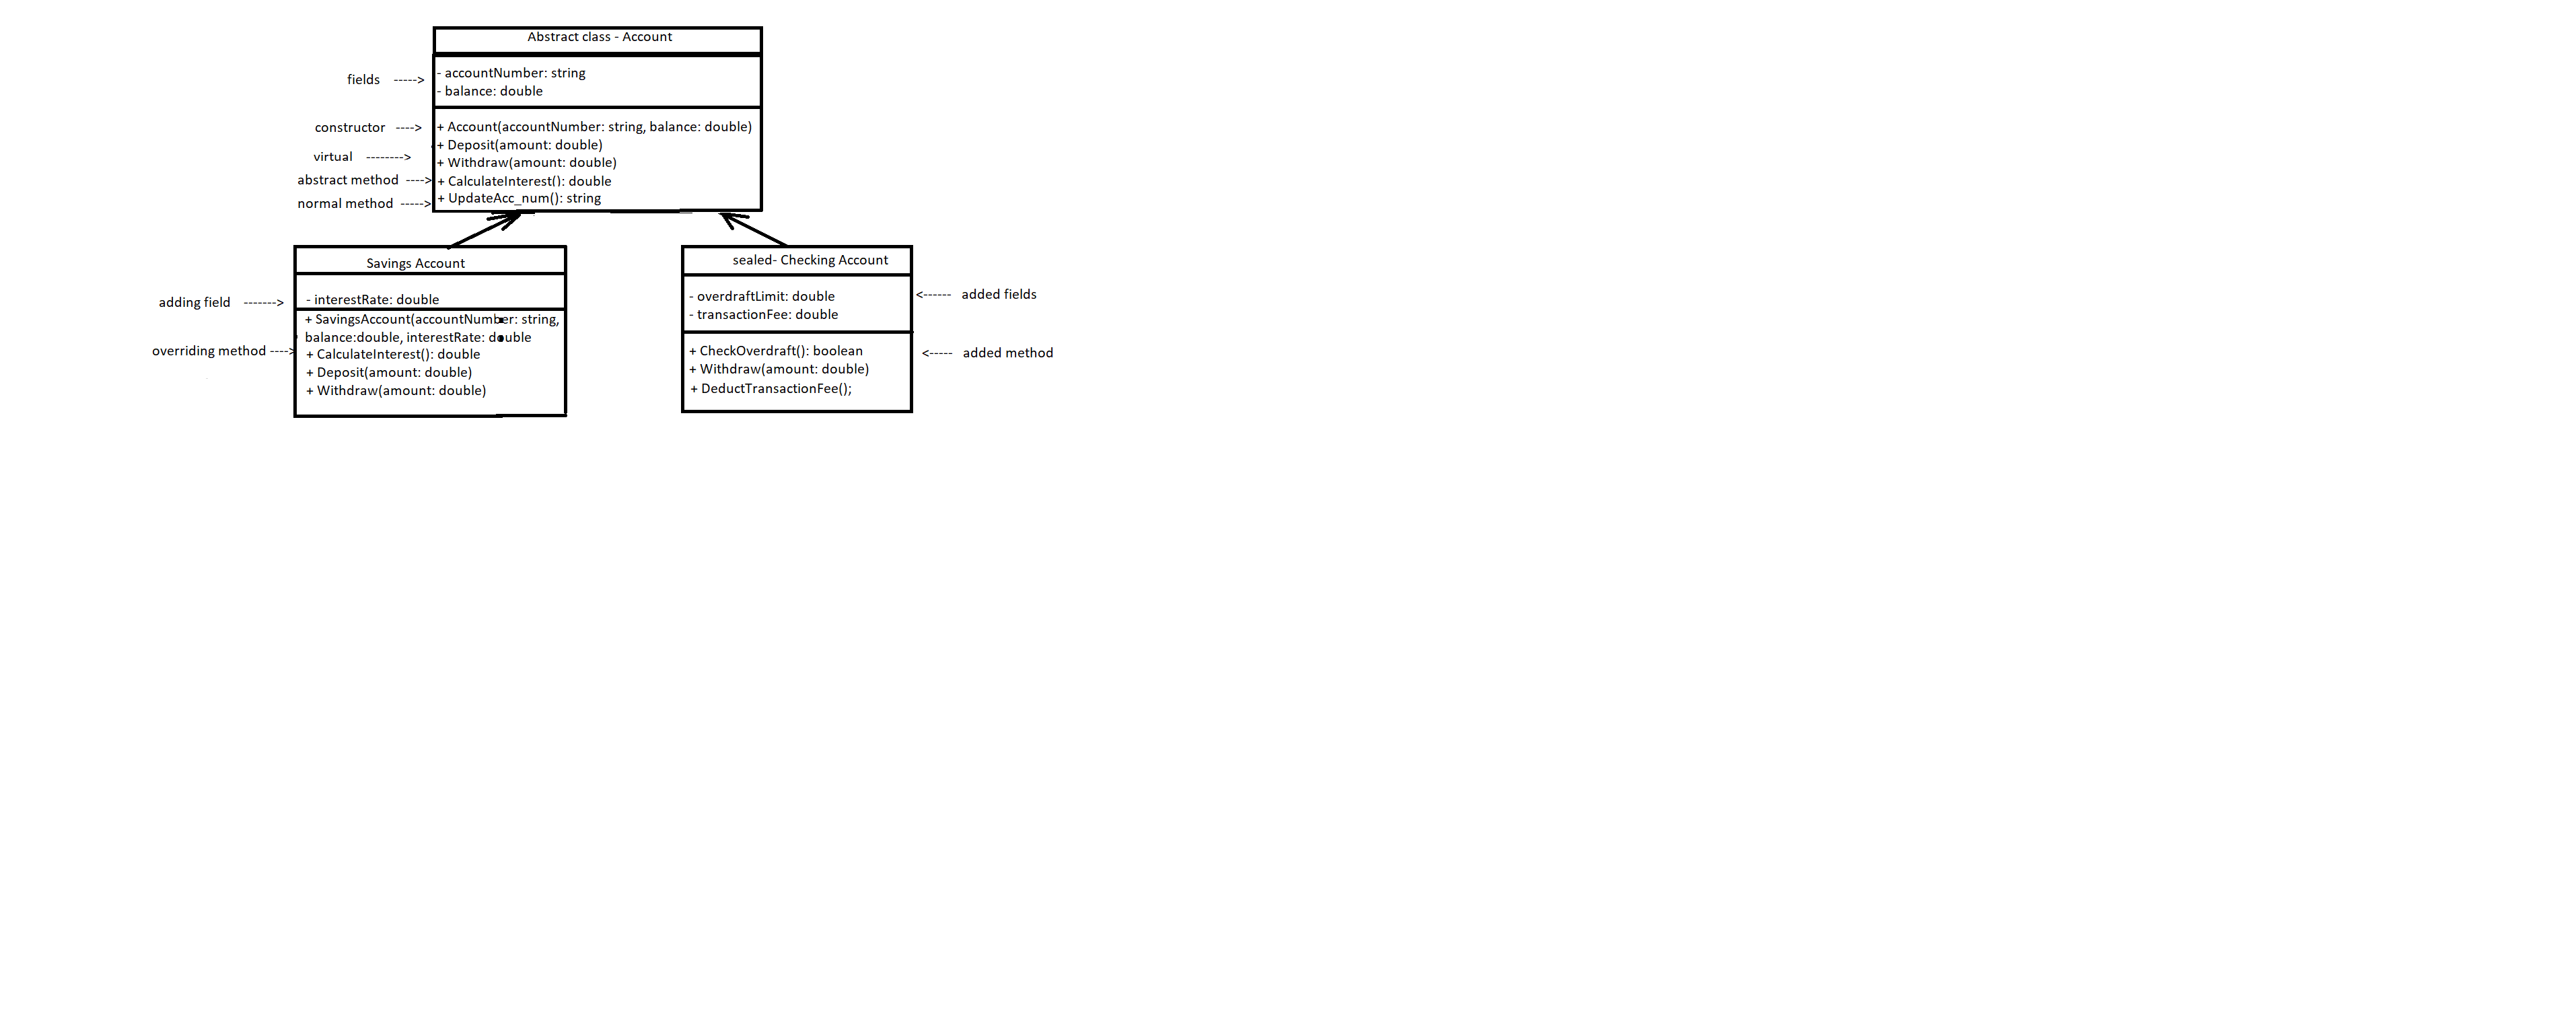 Abstract class - Account
fields ----->
- accountNumber: string
- balance: double
constructor ---->
+ Account(accountNumber: string, balance: double)
+ Deposit(amount: double)
virtual -------->
+ Withdraw(amount: double)
abstract method ---->
+ CalculateInterest(): double
normal method ----->
+ UpdateAcc_num(): string
Savings Account
adding field ------->
- interestRate: double
+ SavingsAccount(accountNumber: string,
balance:double, interestRate: double
overriding method ---->
+ CalculateInterest(): double
+ Deposit(amount: double)
+ Withdraw(amount: double)
sealed- Checking Account
- overdraftLimit: double
<------ added fields
- transactionFee: double
+ CheckOverdraft(): boolean
<----- added method
+ Withdraw(amount: double)
+ DeductTransactionFee();